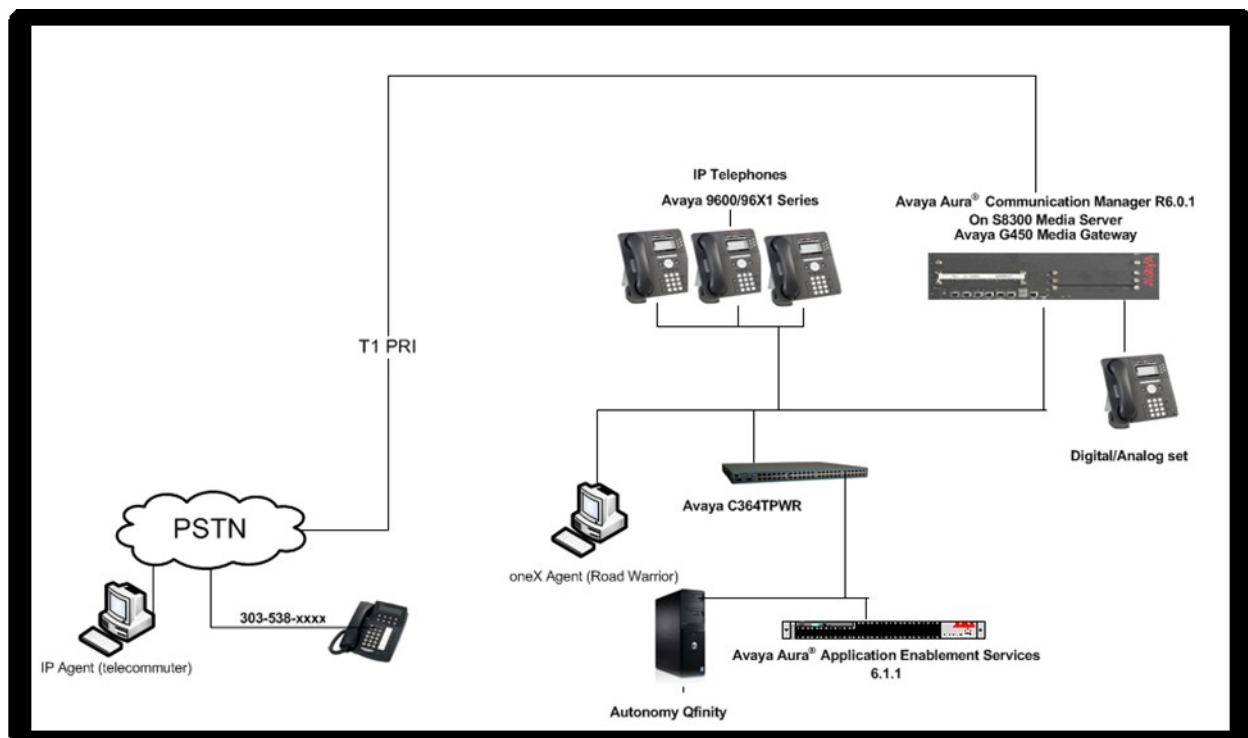 IP Telephones
Avaya 9600/96X1 Series
Avaya Aura® Communication Manager R6.0.1
On S8300 Media Server
Avaya G450 Media Gateway
AVAYA
T1 PRI
Digital/Analog set
Avaya C364TPWR
PSTN
oneX Agent (Road Warrior)
303-538-xxxx
IP Agent (telecommuter)
Avaya Aura® Application Enablement Services
6.1.1
Autonomy Qfinity